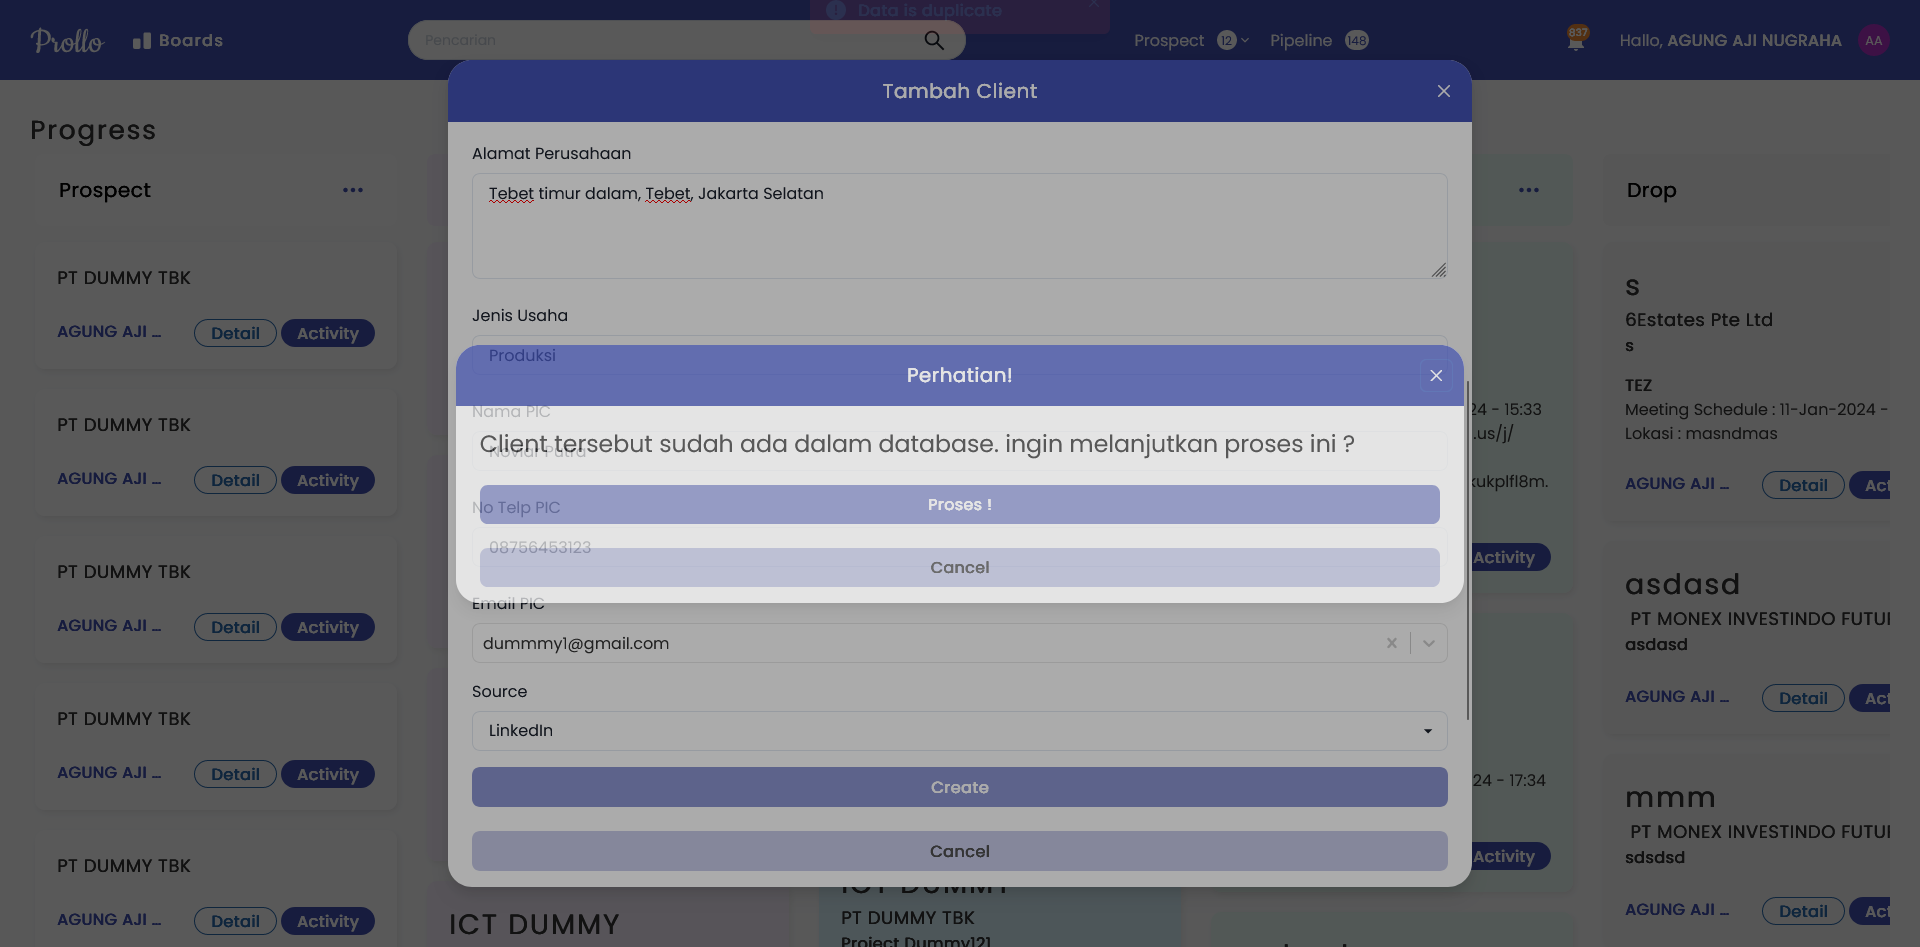 Data is duplicate
Prollo
Boards
Pencarian
Prospect 12
Pipeline 148
837
Hallo, AGUNG AJI NUGRAHA
AA
Progress
Prospect
PT DUMMY TBK
AGUNG AJI ...
Detail
Activity
PT DUMMY TBK
AGUNG AJI ...
Detail
Activity
PT DUMMY TBK
AGUNG AJI ...
Detail
Activity
PT DUMMY TBK
AGUNG AJI ...
Detail
Activity
PT DUMMY TBK
AGUNG AJI ...
Detail
Activity
Tambah Client
Alamat Perusahaan
Tebet timur dalam, Tebet, Jakarta Selatan
Jenis Usaha
Produksi
Perhatian!
Nama PIC
Client tersebut sudah ada dalam database. ingin melanjutkan proses ini ?
Novial Putra
Proses !
No Telp PIC
08756453123
Cancel
Email PIC
dummmy1@gmail.com
Source
LinkedIn
Create
Cancel
ICT DUMMY
ICT DUMMY
PT DUMMY TBK
Project Dummy121
24 - 15:33
.us/j/
kukplfl8m.
Activity
24 - 17:34
Activity
Drop
S
6Estates Pte Ltd
s
TEZ
Meeting Schedule : 11-Jan-2024 -
Lokasi : masndmas
AGUNG AJI ...
Detail
Act
asdasd
PT MONEX INVESTINDO FUTU
asdasd
AGUNG AJI ...
Detail
Act
mmm
PT MONEX INVESTINDO FUTU
sdsdsd
AGUNG AJI ...
Detail
Act